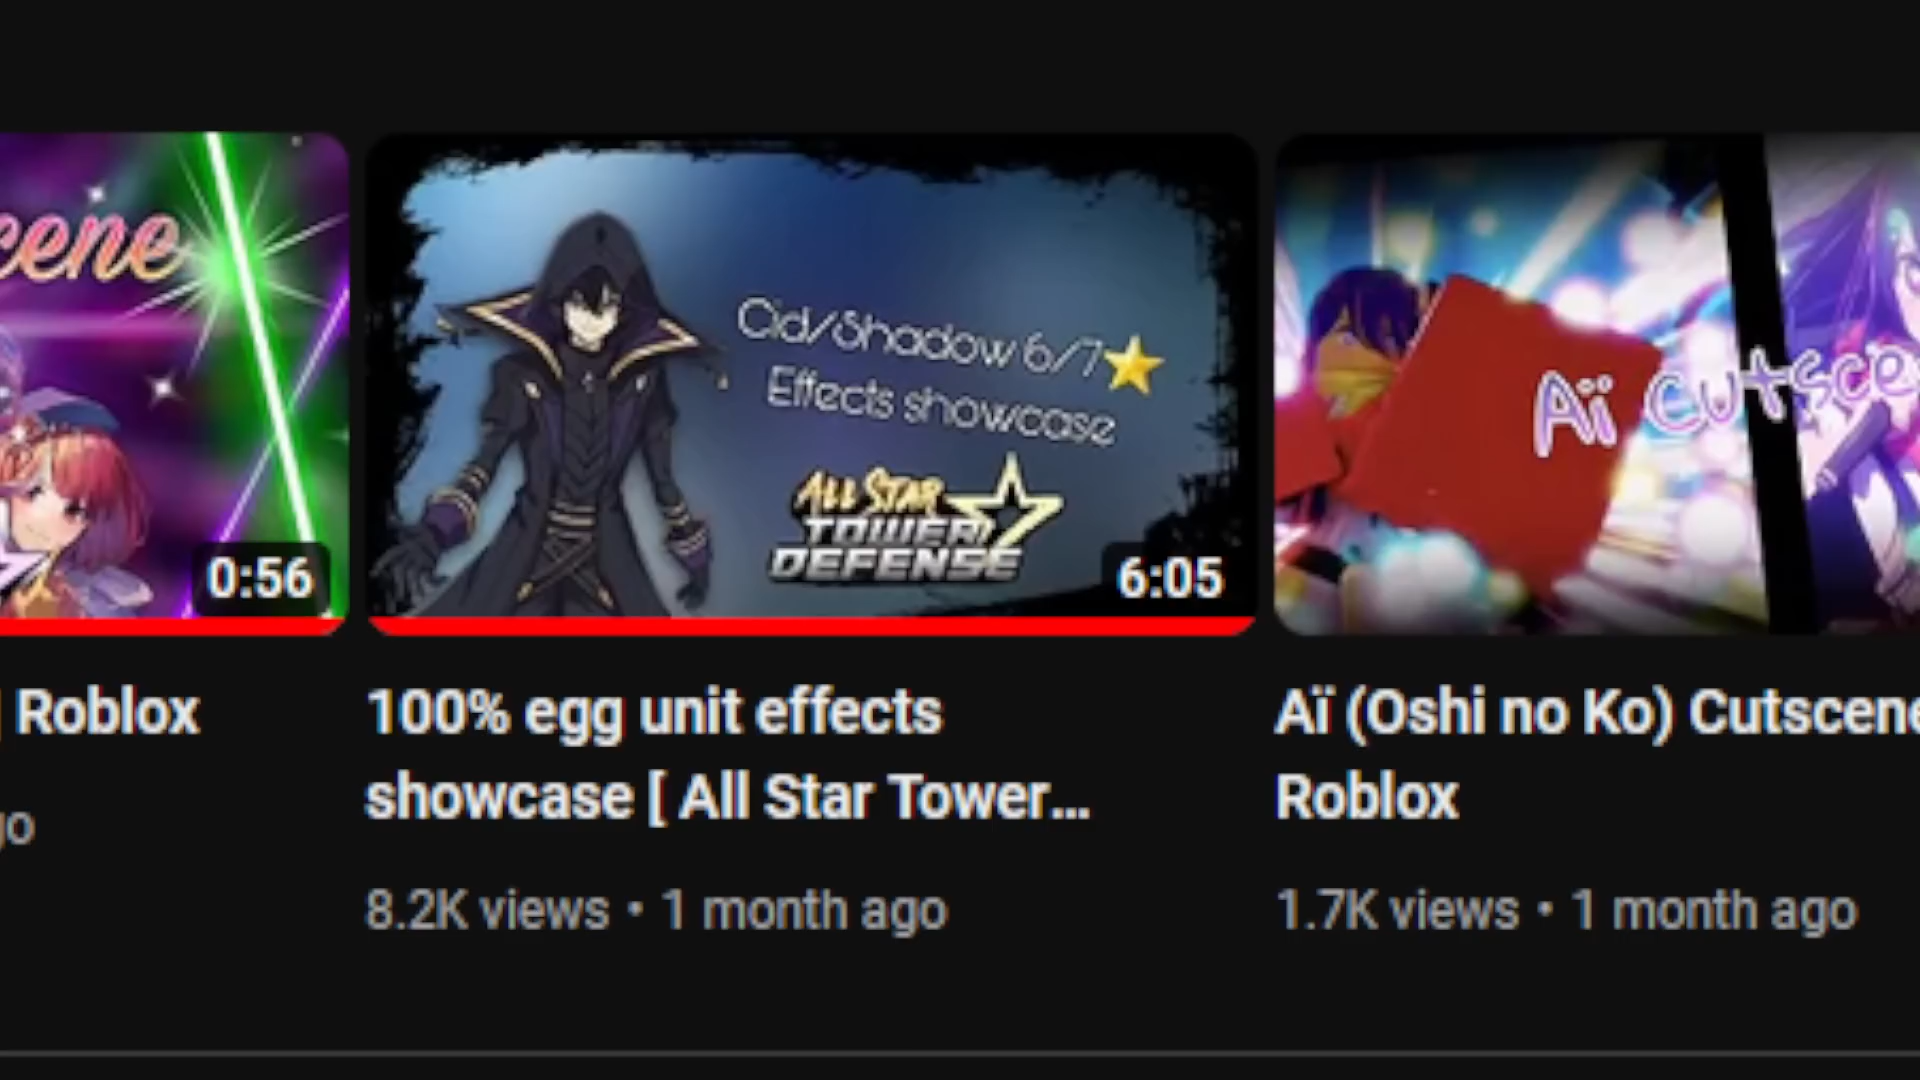 cene
0:56
Roblox
go
Cid/Shadow 6/7
Effects showcase
ALL STAR
TOWER
DEFENSE
6:05
100% egg unit effects
showcase [ All Star Tower...
8.2K views • 1 month ago
Aï cutsce
Aï (Oshi no Ko) Cutscene
Roblox
1.7K views • 1 month ago